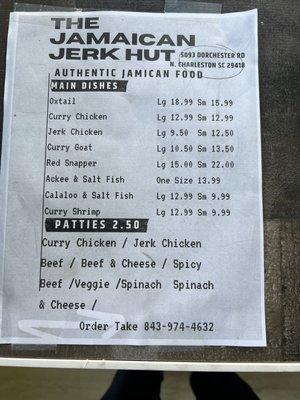 THE
JAMAICAN
JERK HUT
5093 DORCHESTER RD
N. CHARLESTON SC 29418
AUTHENTIC JAMICAN FOOD
MAIN DISHES
Oxtail Lg 18.99 Sm 15.99
Curry Chicken Lg 12.99 Sm 12.99
Jerk Chicken Lg 9.50 Sm 12.50
Curry Goat Lg 10.50 Sm 13.50
Red Snapper Lg 15.00 Sm 22.00
Ackee & Salt Fish One Size 13.99
Calaloo & Salt Fish Lg 12.99 Sm 9.99
Curry Shrimp Lg 12.99 Sm 9.99
PATTIES 2.50
Curry Chicken / Jerk Chicken
Beef / Beef & Cheese / Spicy
Beef /Veggie /Spinach Spinach
& Cheese /
Order Take 843-974-4632